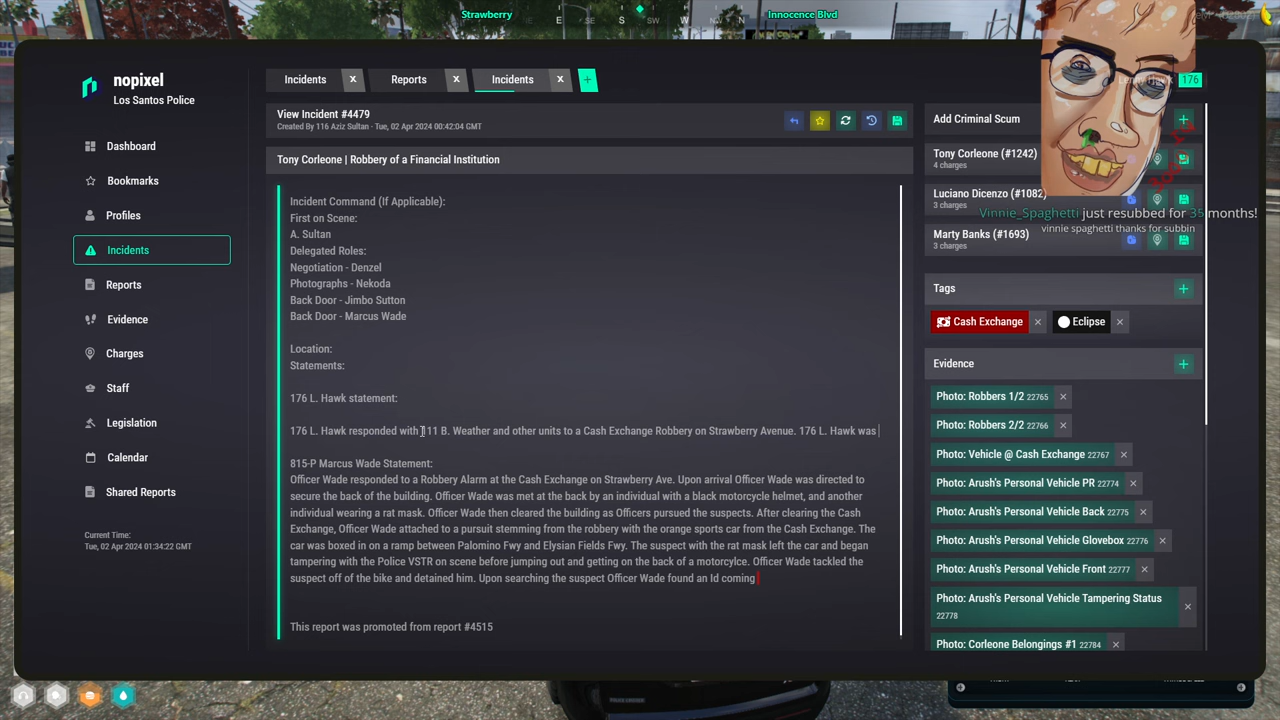 Strawberry
E
SE
S
SW
W
NW
N
Innocence Blvd
nopixel
Los Santos Police
Dashboard
Bookmarks
Profiles
Incidents
Reports
Evidence
Charges
Staff
Legislation
Calendar
Shared Reports
Current Time:
Tue, 02 Apr 2024 01:34:22 GMT
Incidents x
Reports x
Incidents x
+
View Incident #4479
Created By 116 Aziz Sultan - Tue, 02 Apr 2024 00:42:04 GMT
Tony Corleone | Robbery of a Financial Institution
Incident Command (If Applicable):
First on Scene:
A. Sultan
Delegated Roles:
Negotiation - Denzel
Photographs - Nekoda
Back Door - Jimbo Sutton
Back Door - Marcus Wade
Location:
Statements:
176 L. Hawk statement:
176 L. Hawk responded with 111 B. Weather and other units to a Cash Exchange Robbery on Strawberry Avenue. 176 L. Hawk was
815-P Marcus Wade Statement:
Officer Wade responded to a Robbery Alarm at the Cash Exchange on Strawberry Ave. Upon arrival Officer Wade was directed to
secure the back of the building. Officer Wade was met at the back by an individual with a black motorcycle helmet, and another
individual wearing a rat mask. Officer Wade then cleared the building as Officers pursued the suspects. After clearing the Cash
Exchange, Officer Wade attached to a pursuit stemming from the robbery with the orange sports car from the Cash Exchange. The
car was boxed in on a ramp between Palomino Fwy and Elysian Fields Fwy. The suspect with the rat mask left the car and began
tampering with the Police VSTR on scene before jumping out and getting on the back of a motorcylce. Officer Wade tackled the
suspect off of the bike and detained him. Upon searching the suspect Officer Wade found an Id coming
This report was promoted from report #4515
176
Add Criminal Scum
+
Tony Corleone (#1242)
4 charges
Luciano Dicenzo (#1082)
3 charges
Vinnie_Spaghetti just resubbed for 35 months!
vinnie spaghetti thanks for subbin
Marty Banks (#1693)
3 charges
Tags
+
Cash Exchange x
Eclipse x
Evidence
+
Photo: Robbers 1/2 22765 x
Photo: Robbers 2/2 22766 x
Photo: Vehicle @ Cash Exchange 22767 x
Photo: Arush's Personal Vehicle PR 22774 x
Photo: Arush's Personal Vehicle Back 22775 x
Photo: Arush's Personal Vehicle Glovebox 22776 x
Photo: Arush's Personal Vehicle Front 22777 x
Photo: Arush's Personal Vehicle Tampering Status
22778 x
Photo: Corleone Belongings #1 22784 x